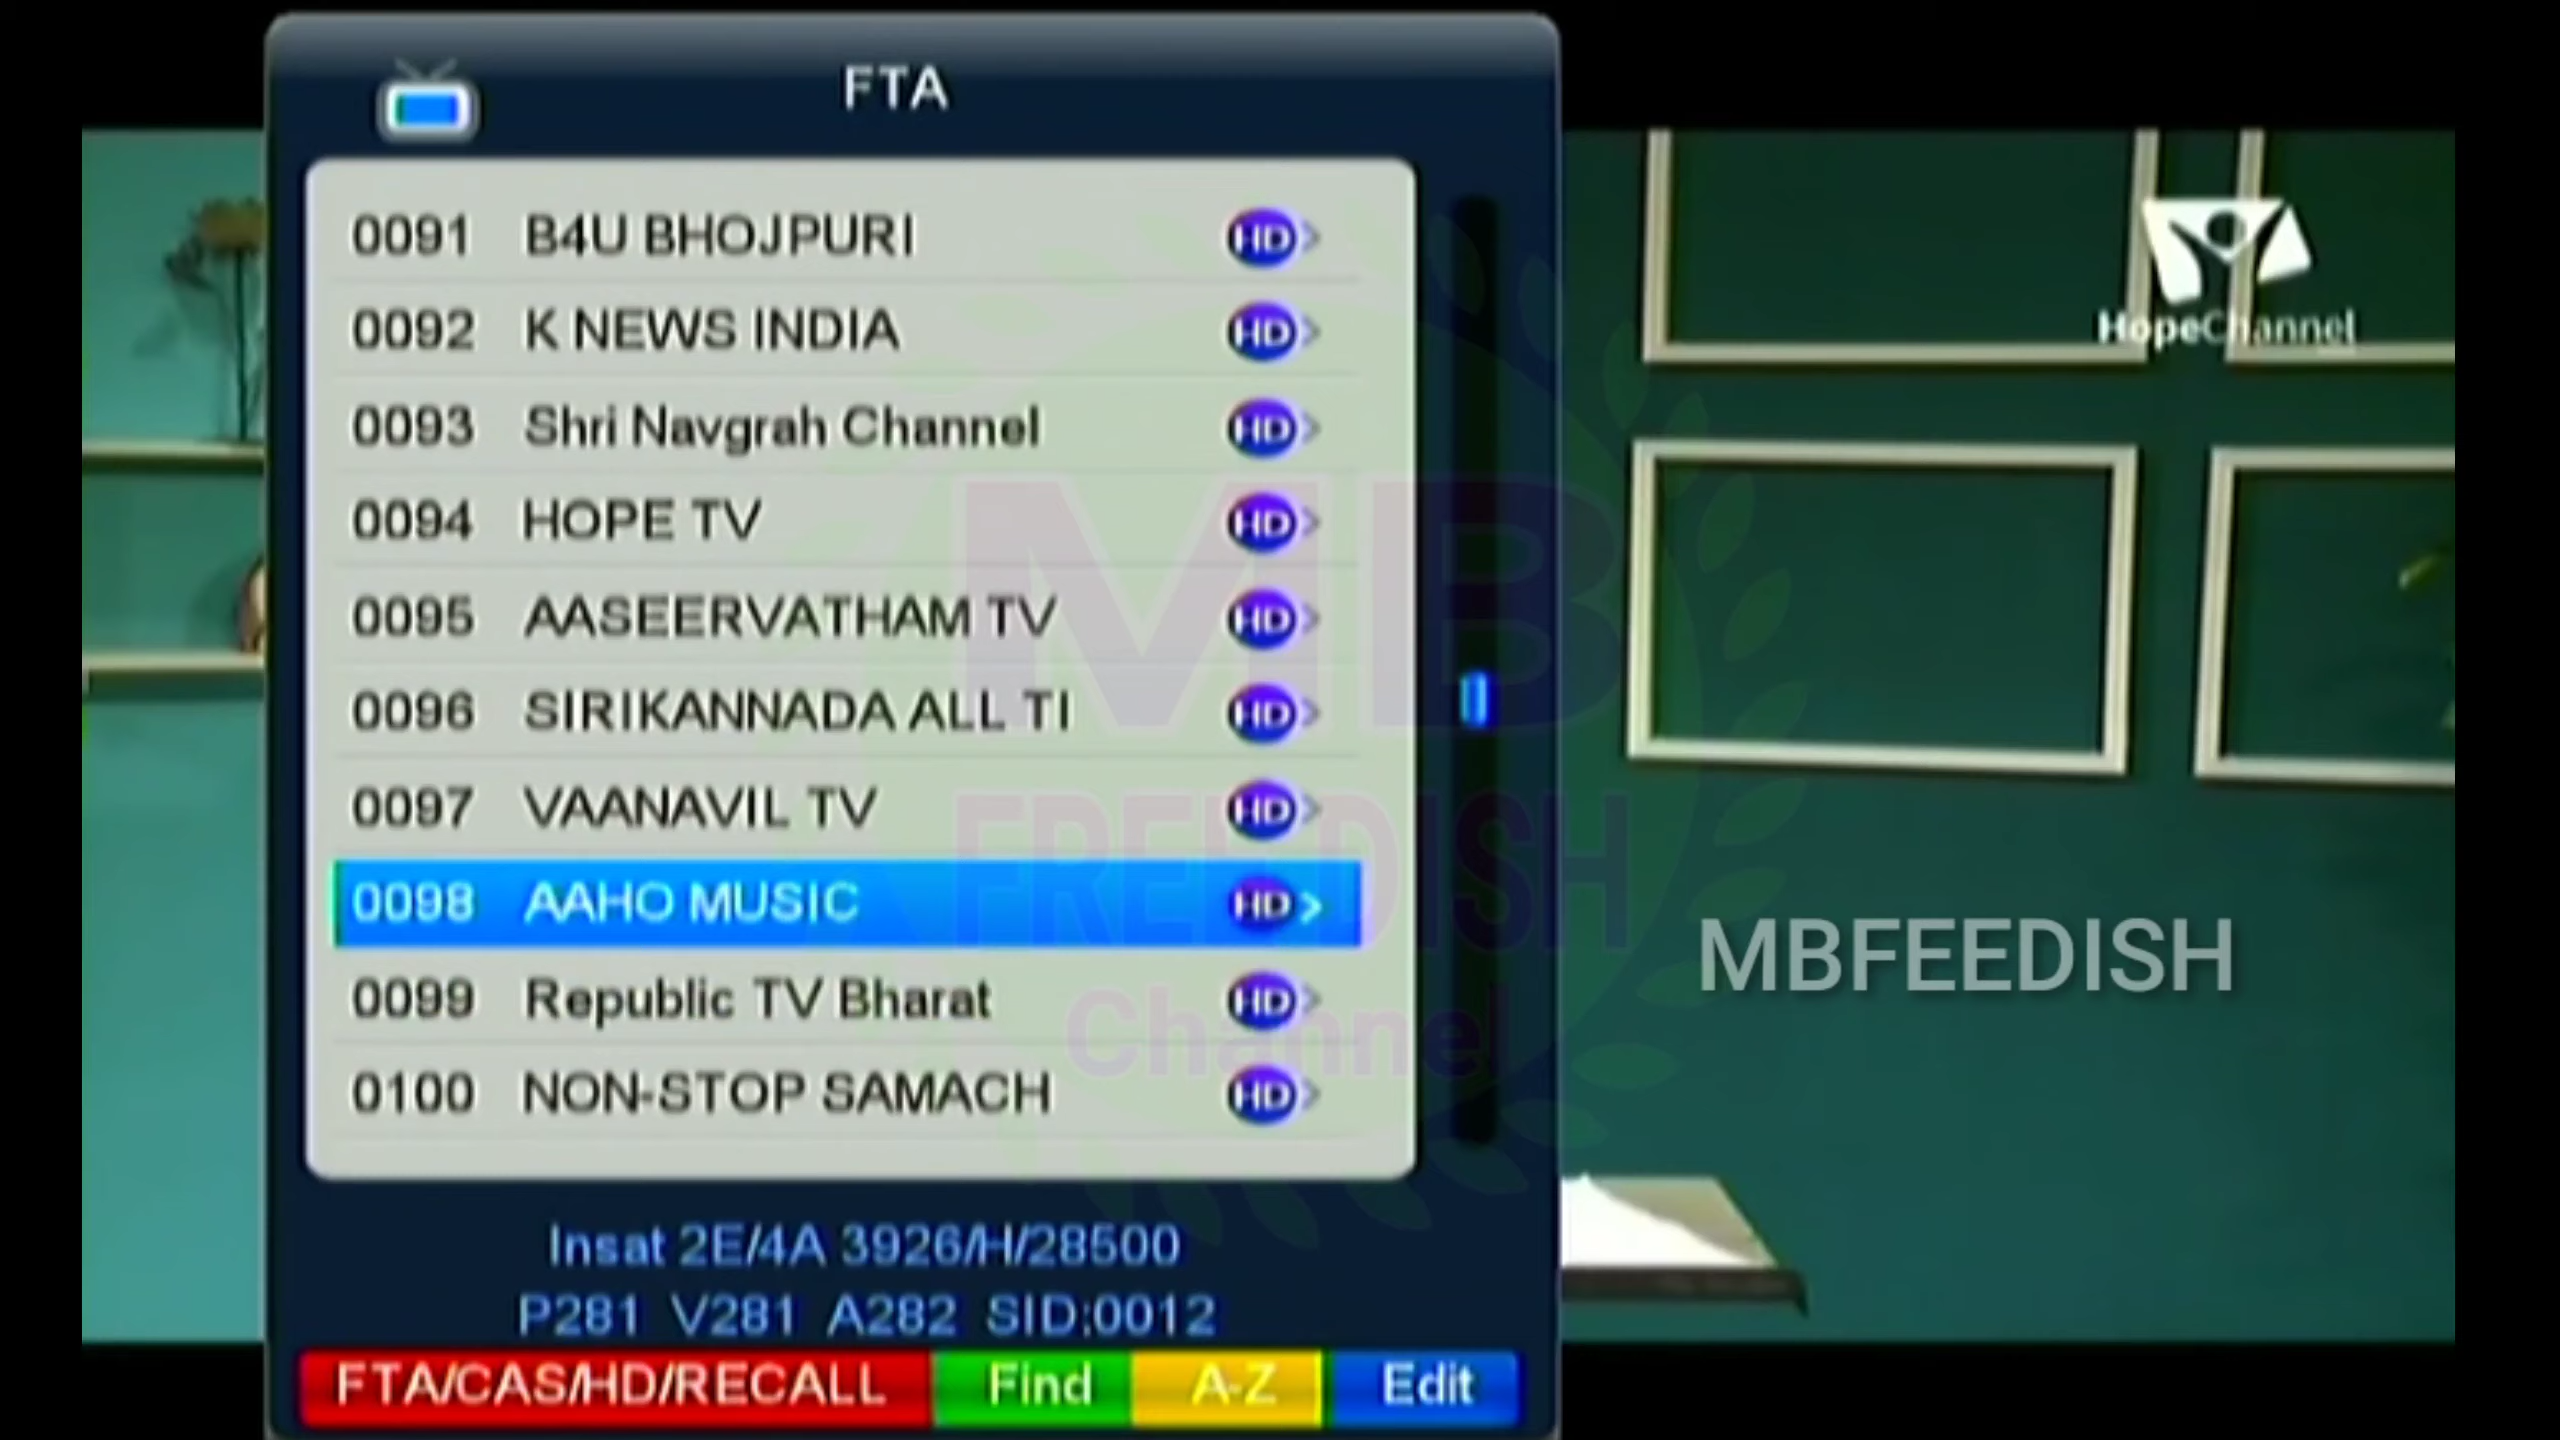 FTA
0091 B4U BHOJPURI HD
0092 K NEWS INDIA HD
0093 Shri Navgrah Channel HD
0094 HOPE TV HD
0095 AASEERVATHAM TV HD
0096 SIRIKANNADA ALL TI HD
0097 VAANAVIL TV HD
0098 AAHO MUSIC HD
0099 Republic TV Bharat HD
0100 NON-STOP SAMACH HD
Insat 2E/4A 3926/H/28500
P281 V281 A282 SID:0012
FTA/CAS/HD/RECALL Find A-Z Edit
HopeChannel
MB
FREEDISH
Channel
MBFEEDISH